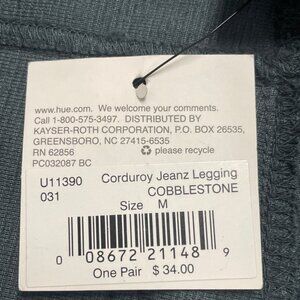 www.hue.com. We welcome your comments.
Call 1-800-575-3497. DISTRIBUTED BY
KAYSER-ROTH CORPORATION, P.O. BOX 26535,
GREENSBORO, NC 27415-6535
RN 62856 please recycle
PC032087 BC
U11390 Corduroy Jeanz Legging
031 COBBLESTONE
Size M
0 08672 21148 9
One Pair $ 34.00